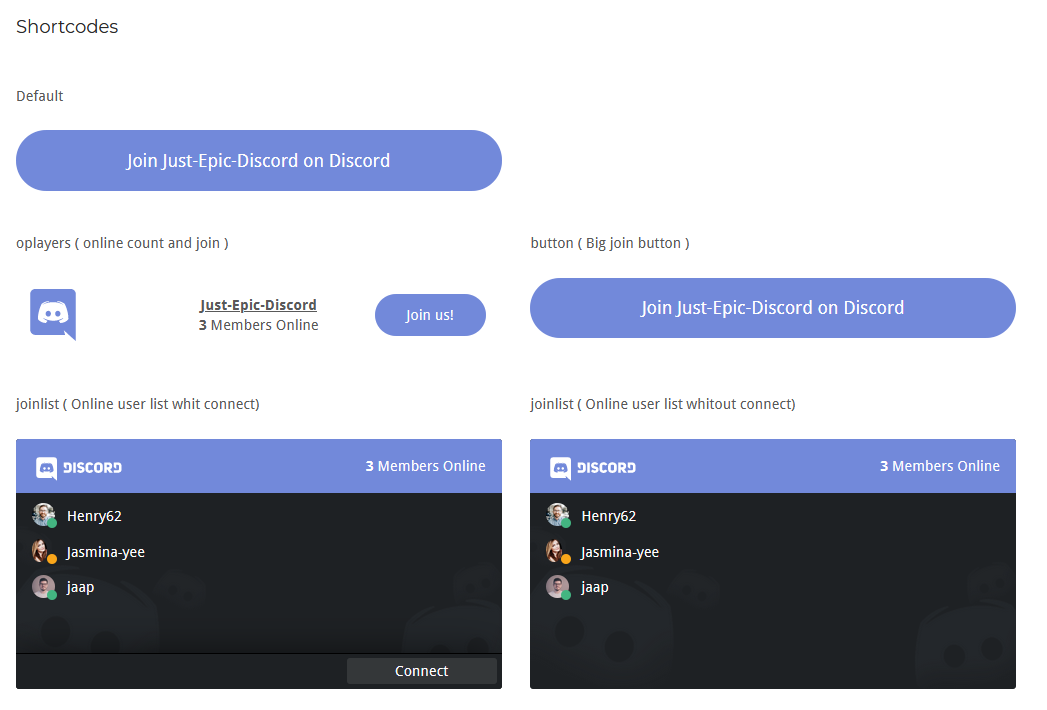 Shortcodes
Default
Join Just-Epic-Discord on Discord
oplayers ( online count and join )
Just-Epic-Discord
3 Members Online
Join us!
button ( Big join button )
Join Just-Epic-Discord on Discord
joinlist ( Online user list whit connect)
DISCORD
3 Members Online
Henry62
Jasmina-yee
jaap
Connect
joinlist ( Online user list whitout connect)
DISCORD
3 Members Online
Henry62
Jasmina-yee
jaap